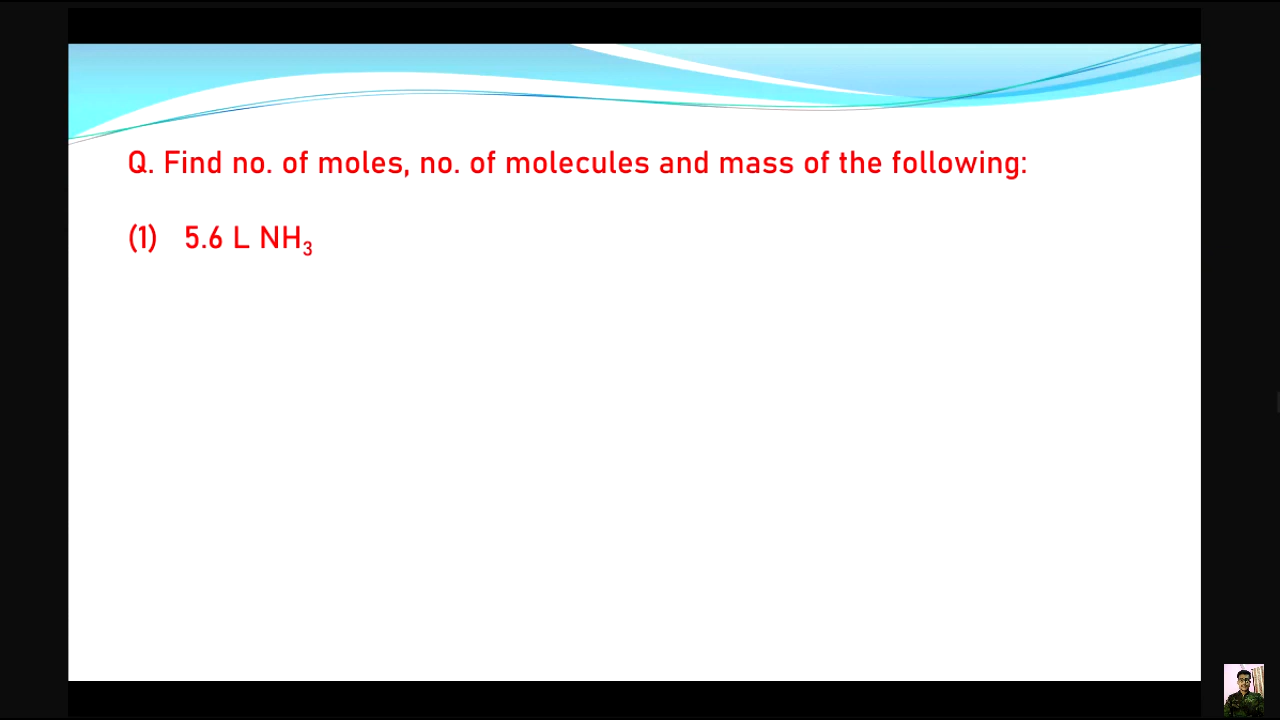 Q. Find no. of moles, no. of molecules and mass of the following:
(1) 5.6 L NH₃